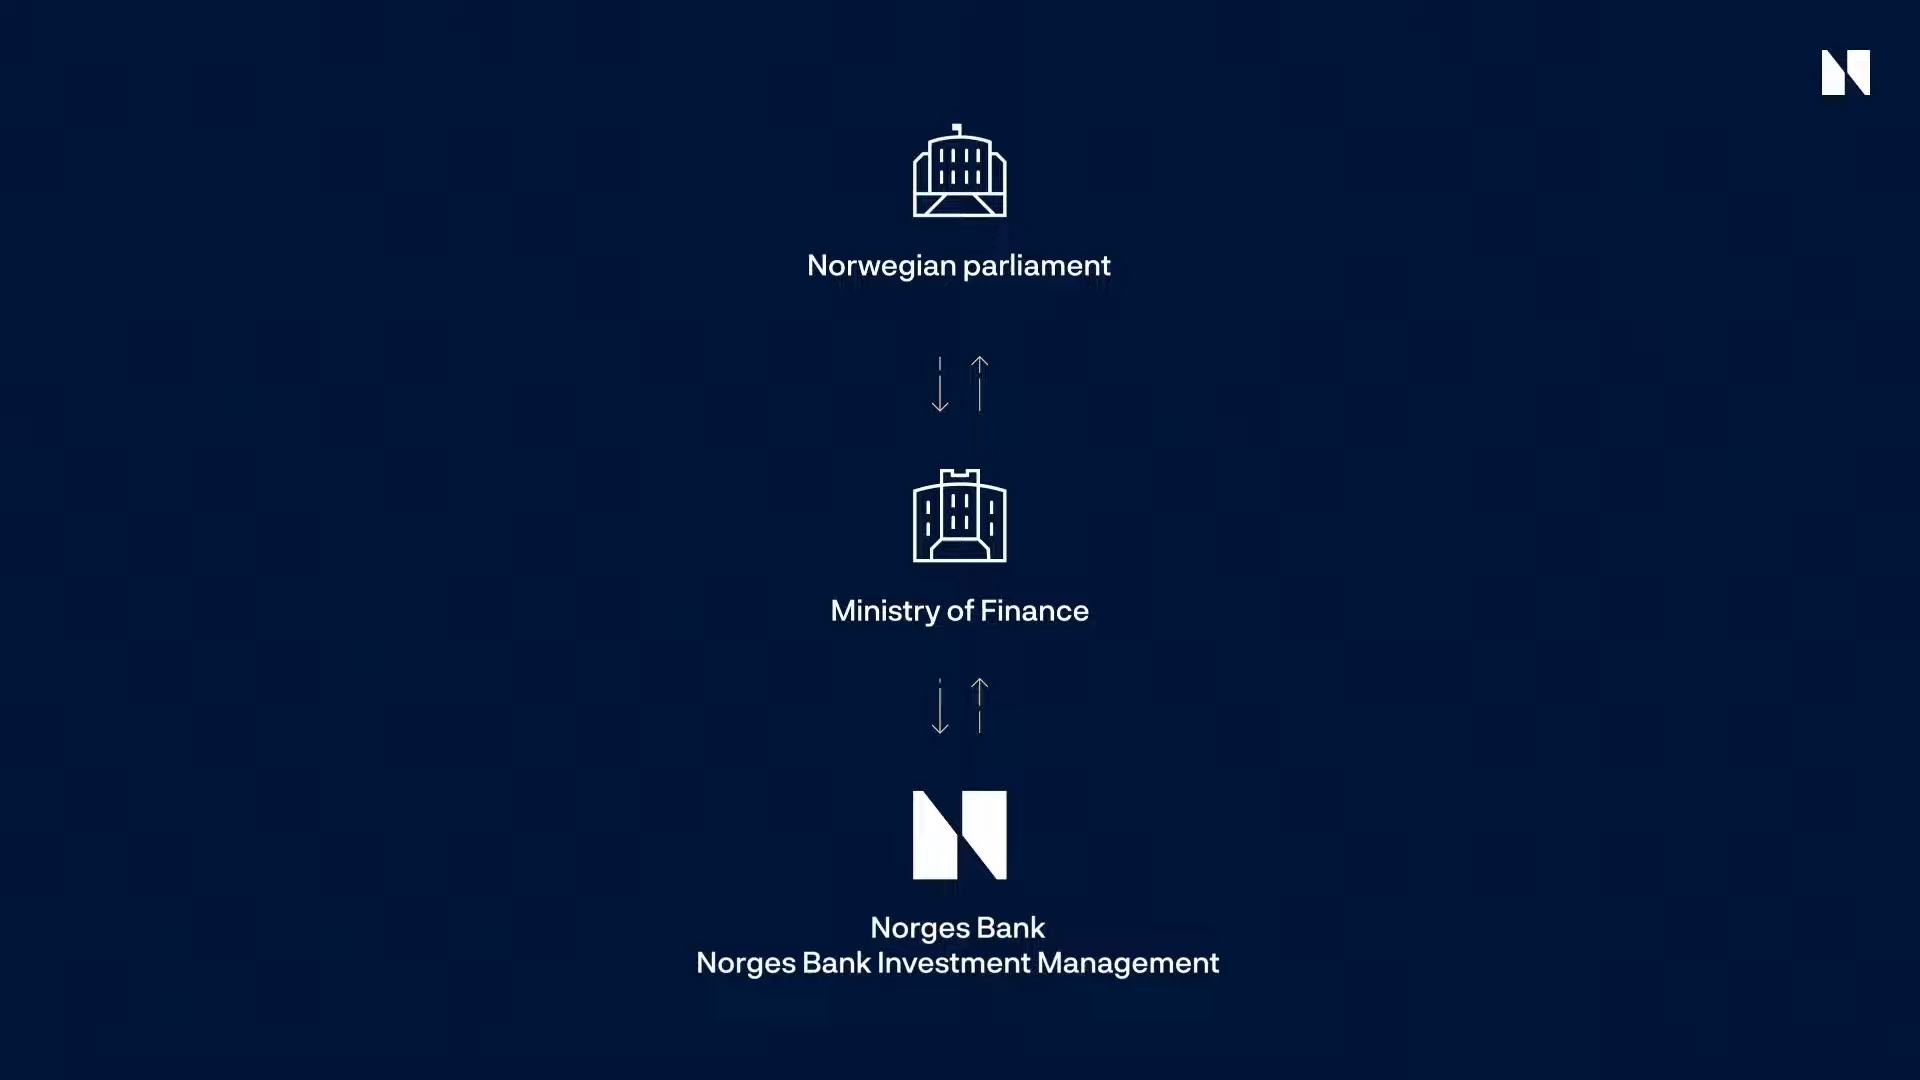 Norwegian parliament
Ministry of Finance
Norges Bank
Norges Bank Investment Management